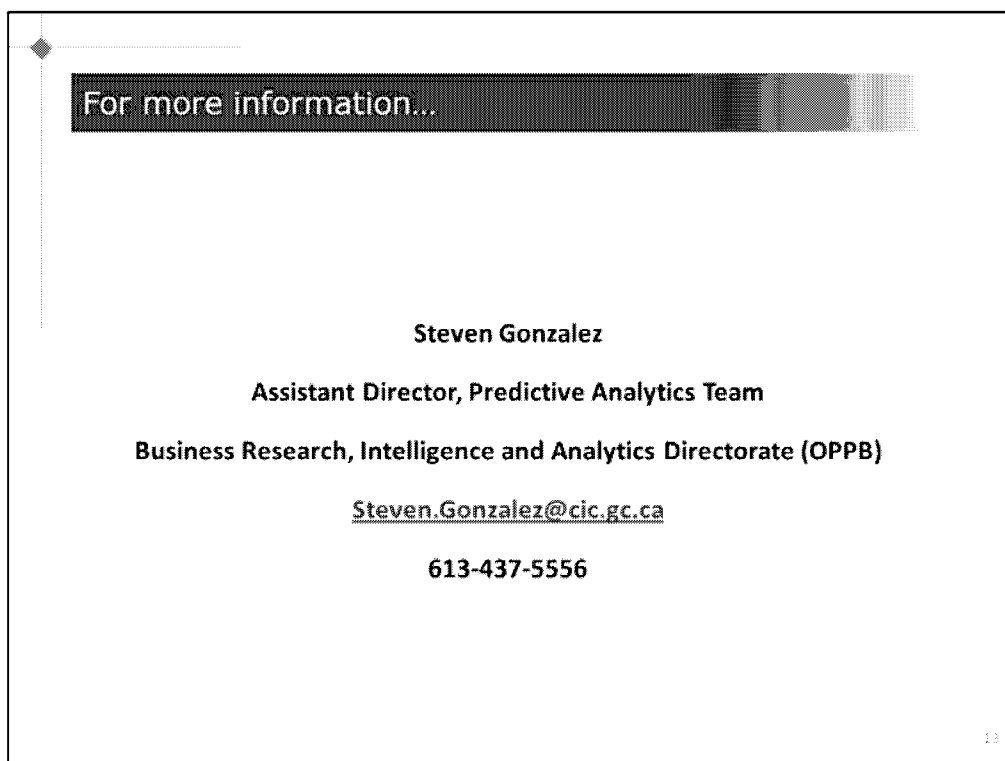 For more information...
Steven Gonzalez
Assistant Director, Predictive Analytics Team
Business Research, Intelligence and Analytics Directorate (OPPB)
Steven.Gonzalez@cic.gc.ca
613-437-5556
13